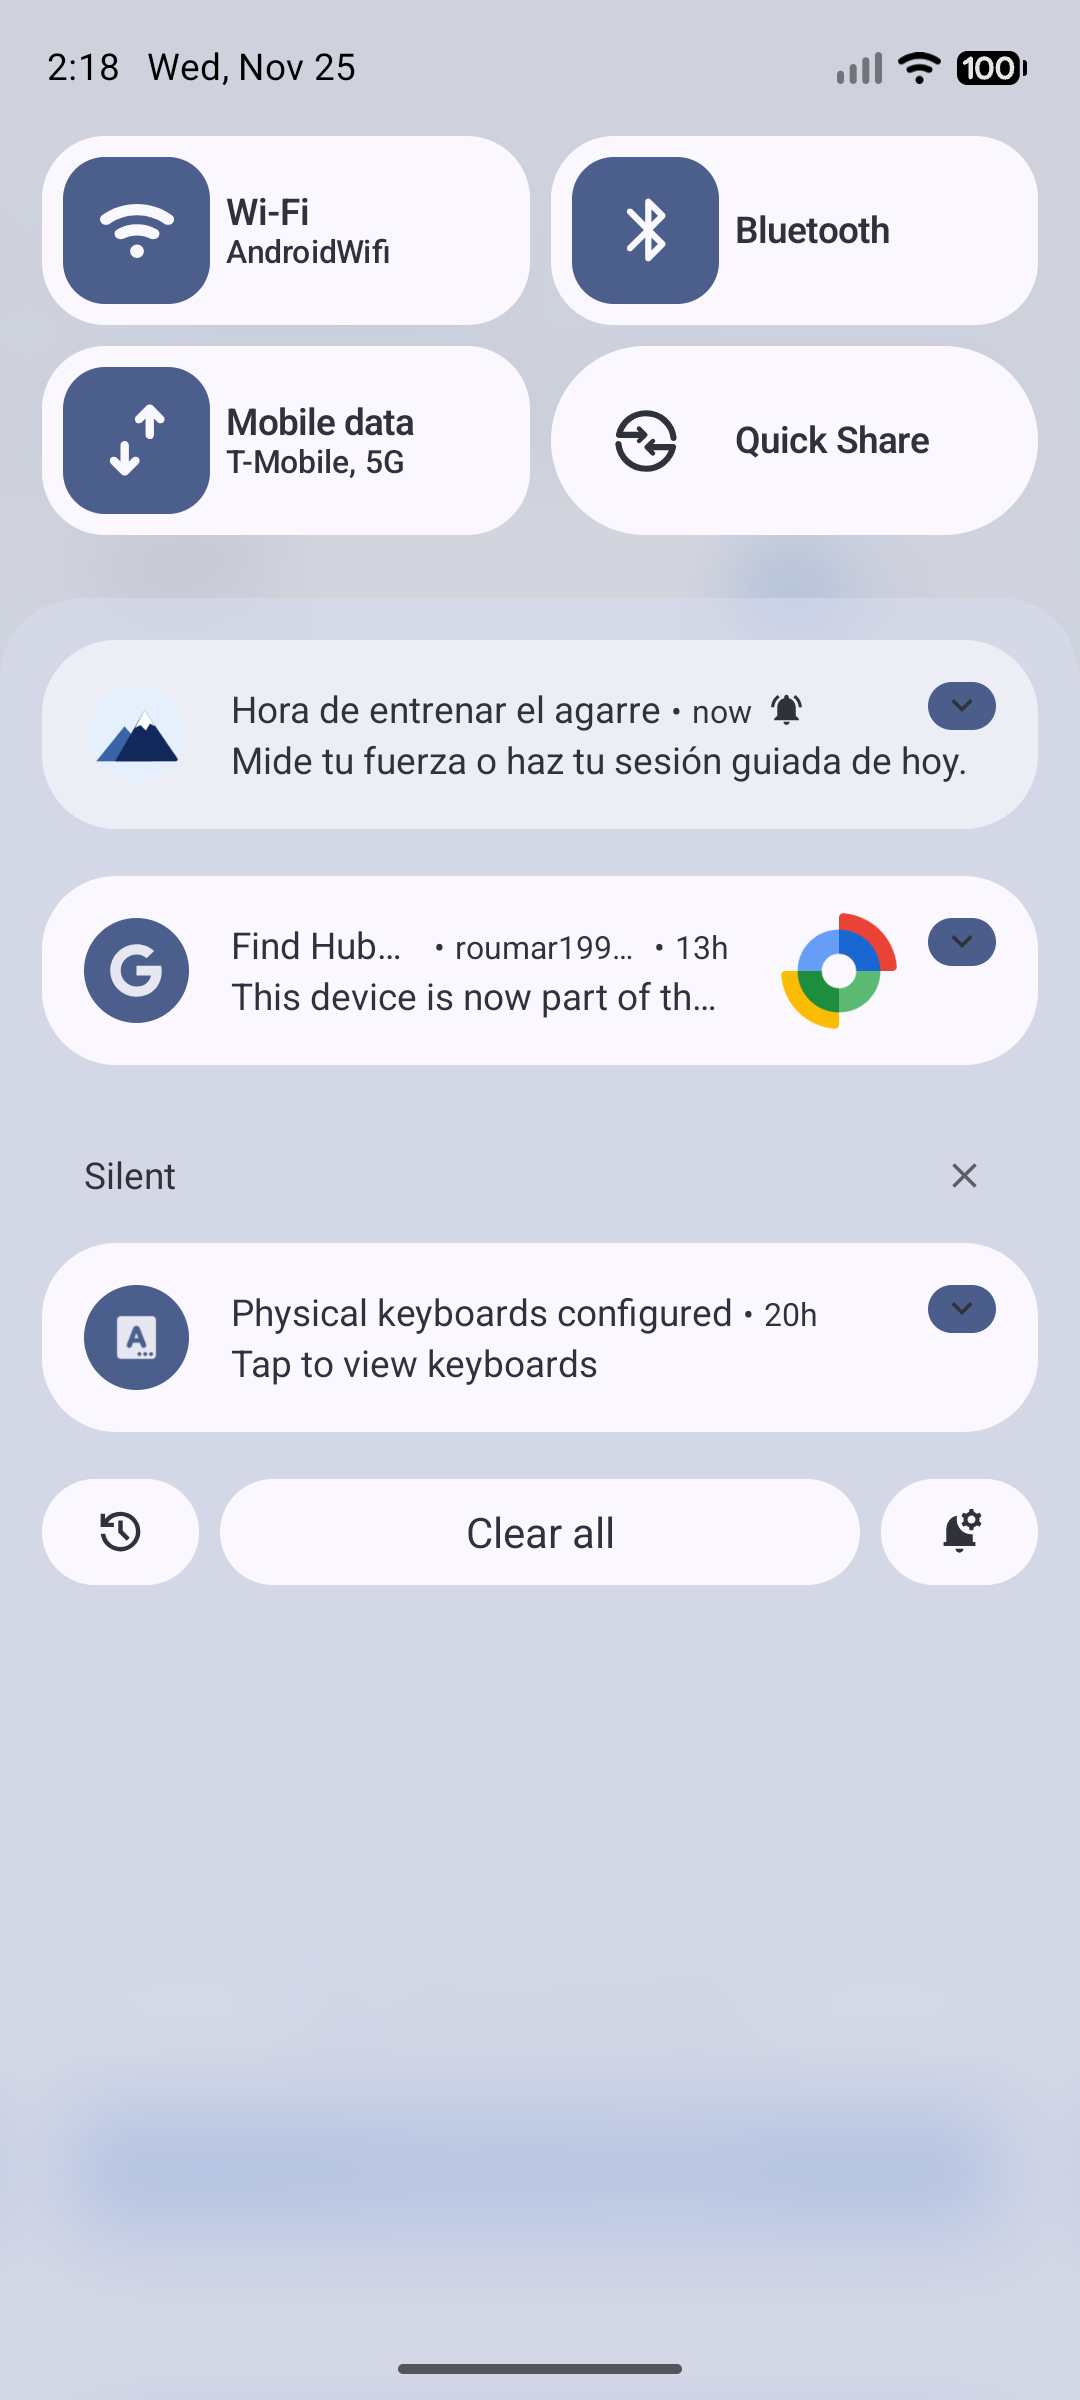 2:18 Wed, Nov 25 100
Wi-Fi
AndroidWifi
Bluetooth
Mobile data
T-Mobile, 5G
Quick Share
Hora de entrenar el agarre • now
Mide tu fuerza o haz tu sesión guiada de hoy.
Find Hub... • roumar199... • 13h
This device is now part of th...
Silent
Physical keyboards configured • 20h
Tap to view keyboards
Clear all